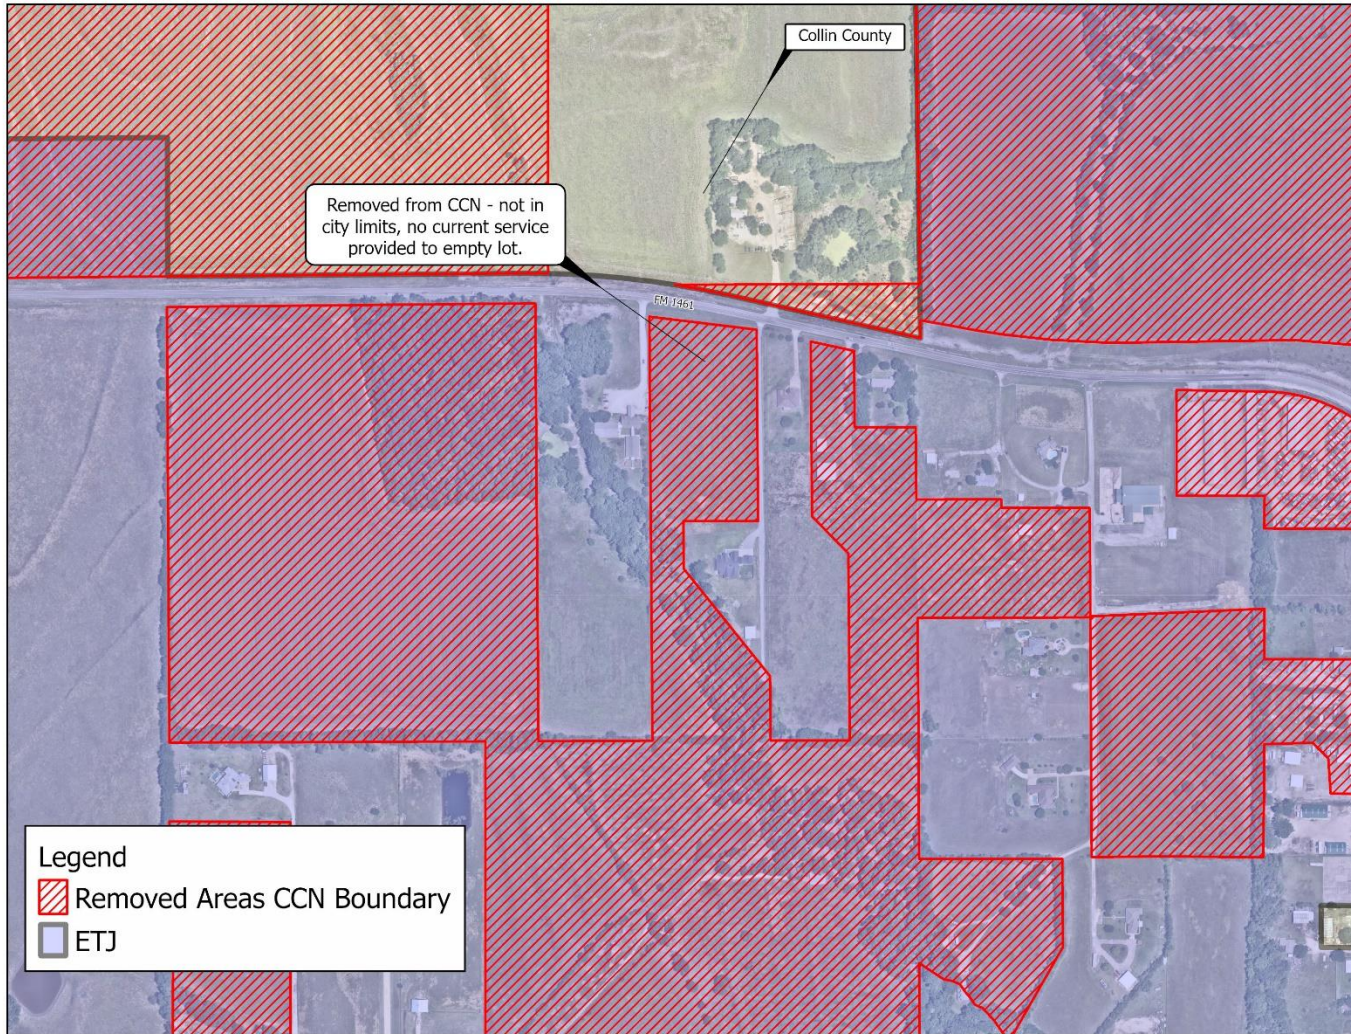 Collin County
Removed from CCN - not in
city limits, no current service
provided to empty lot.
FM 1461
Legend
Removed Areas CCN Boundary
ETJ